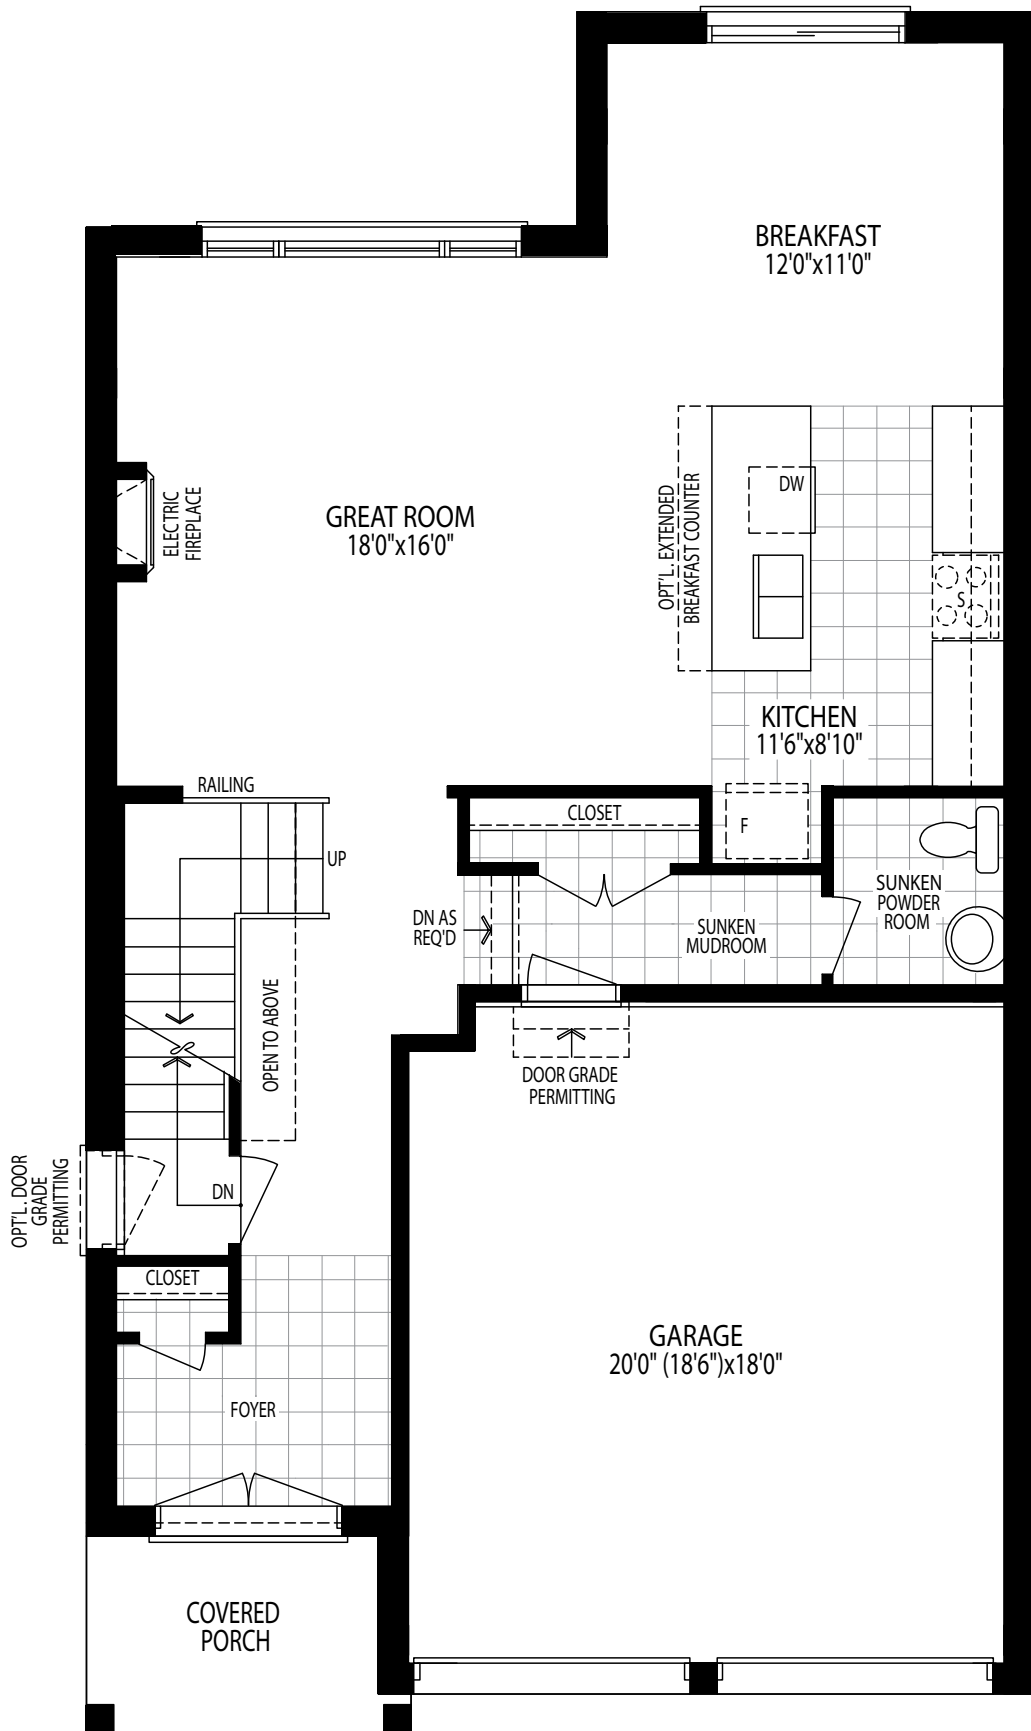 BREAKFAST
12'0"x11'0"
ELECTRIC
FIREPLACE
GREAT ROOM
18'0"x16'0"
OPT'L. EXTENDED
BREAKFAST COUNTER
DW
S
KITCHEN
11'6"x8'10"
RAILING
UP
CLOSET
F
SUNKEN
POWDER
ROOM
DN AS
REQ'D
SUNKEN
MUDROOM
OPEN TO ABOVE
DOOR GRADE
PERMITTING
OPT'L. DOOR
GRADE
PERMITTING
DN
CLOSET
FOYER
GARAGE
20'0" (18'6")x18'0"
COVERED
PORCH